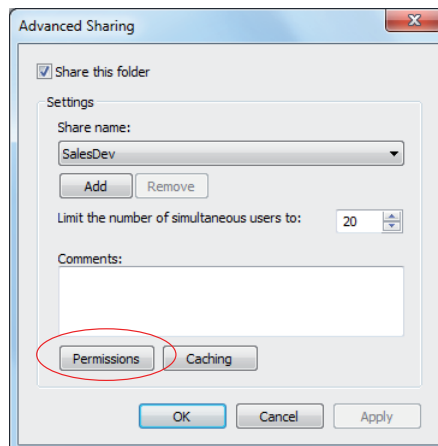 Advanced Sharing
Share this folder
Settings
Share name:
SalesDev
Add Remove
Limit the number of simultaneous users to: 20
Comments:
Permissions Caching
OK Cancel Apply